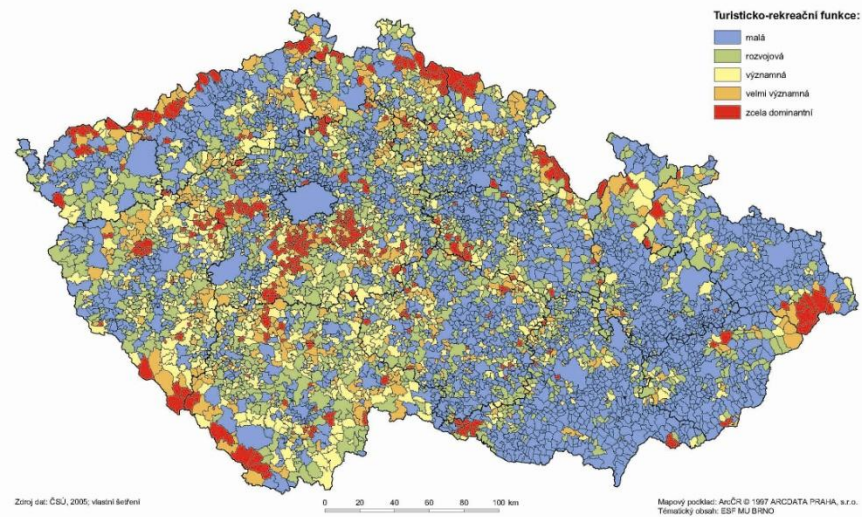 Turisticko-rekreační funkce:
malá
rozvojová
významná
velmi významná
zcela dominantní
Zdroj dat: ČSÚ, 2005; vlastní šetření
0 20 40 60 80 100 km
Mapový podklad: ArcČR © 1997 ARCDATA PRAHA, s.r.o.
Tématický obsah: ESF MU BRNO